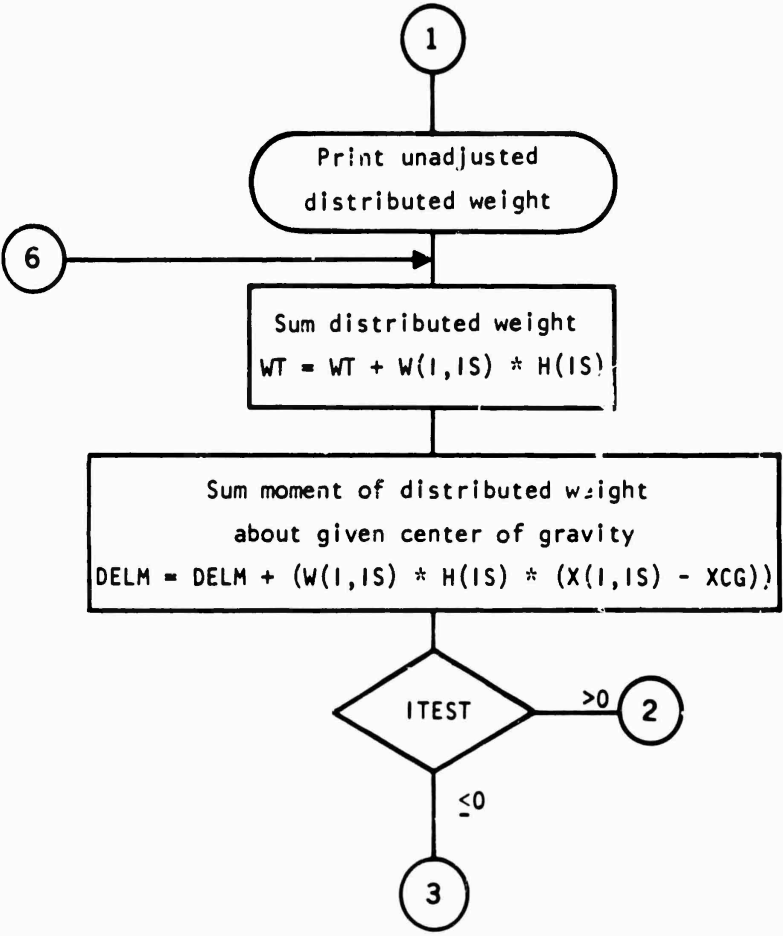 1
Print unadjusted
distributed weight
6
Sum distributed weight
WT = WT + W(I,IS) * H(IS)
Sum moment of distributed weight
about given center of gravity
DELM = DELM + (W(I,IS) * H(IS) * (X(I,IS) - XCG))
ITEST
>0
2
≤0
3